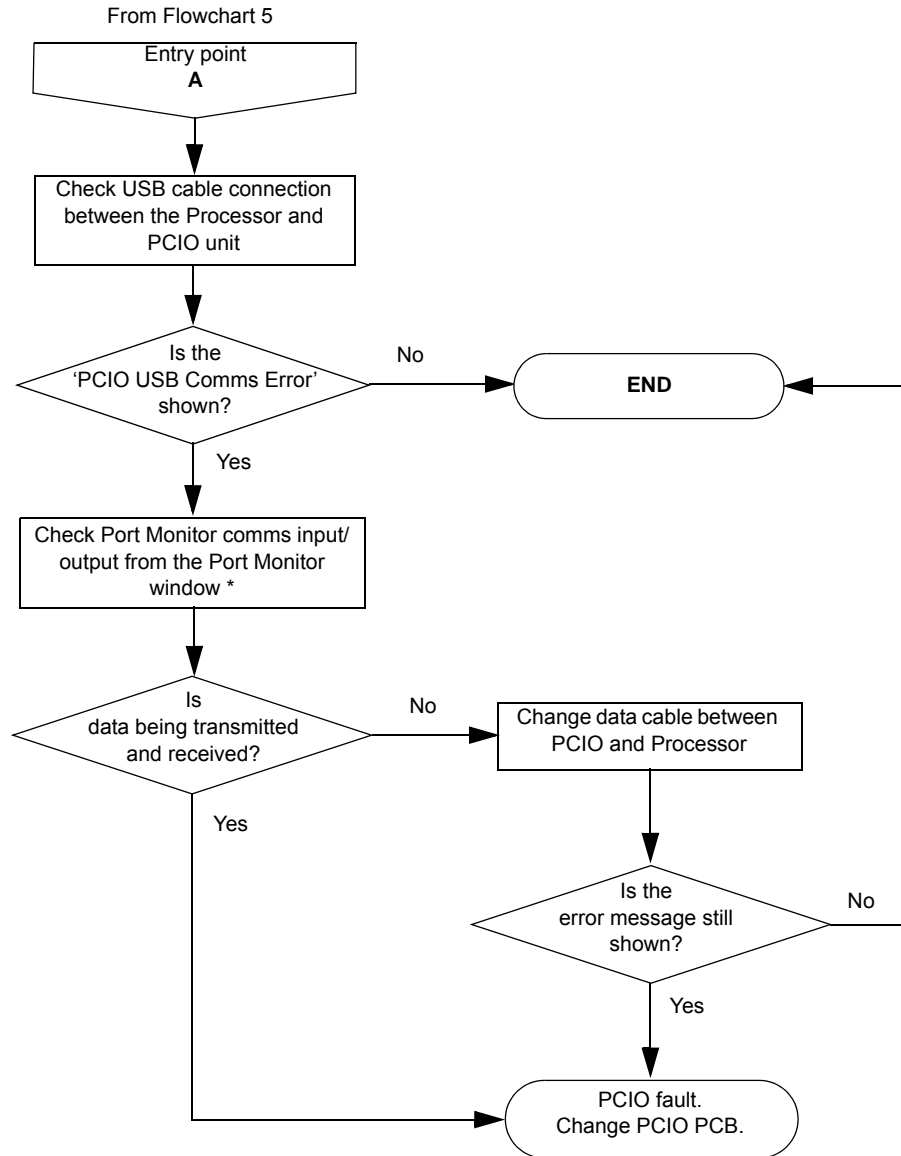 From Flowchart 5
Entry point
A
Check USB cable connection
between the Processor and
PCIO unit
Is the
‘PCIO USB Comms Error’
shown?
No
END
Yes
Check Port Monitor comms input/
output from the Port Monitor
window *
Is
data being transmitted
and received?
No
Change data cable between
PCIO and Processor
Yes
Is the
error message still
shown?
No
Yes
PCIO fault.
Change PCIO PCB.